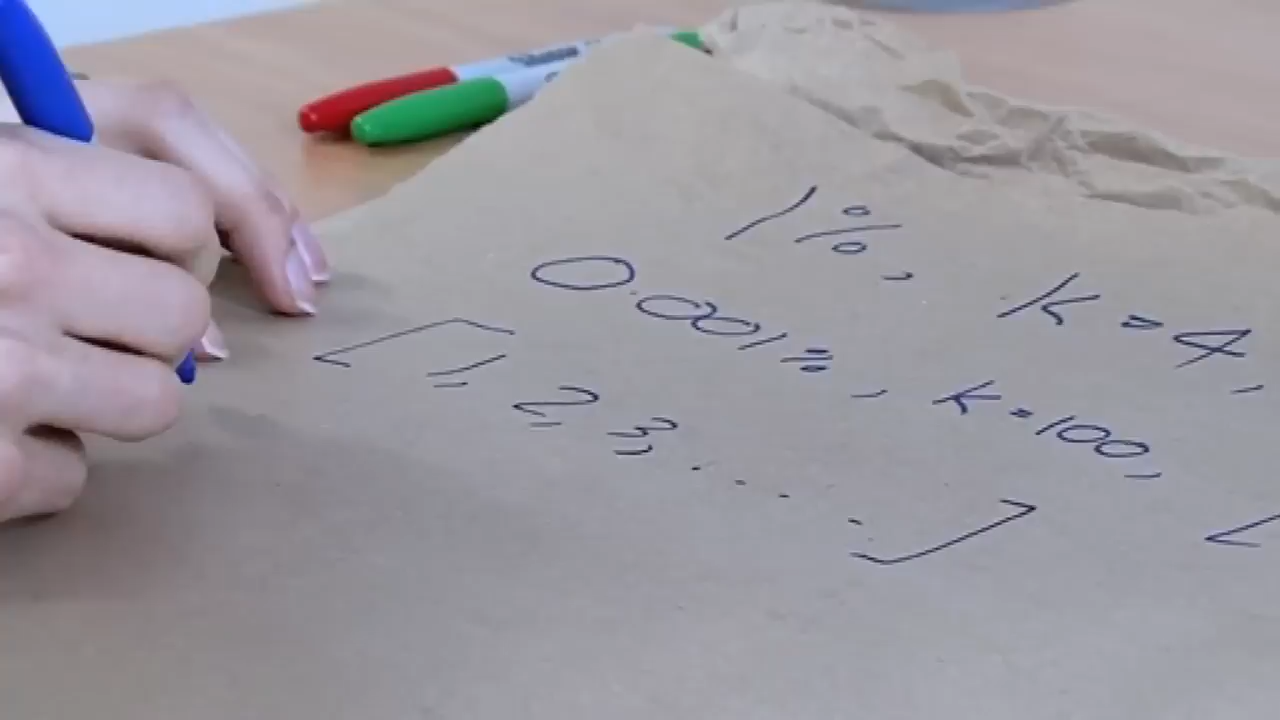 1%, K=4,
0.001%, K=100, [
[1, 2, 3, ....]